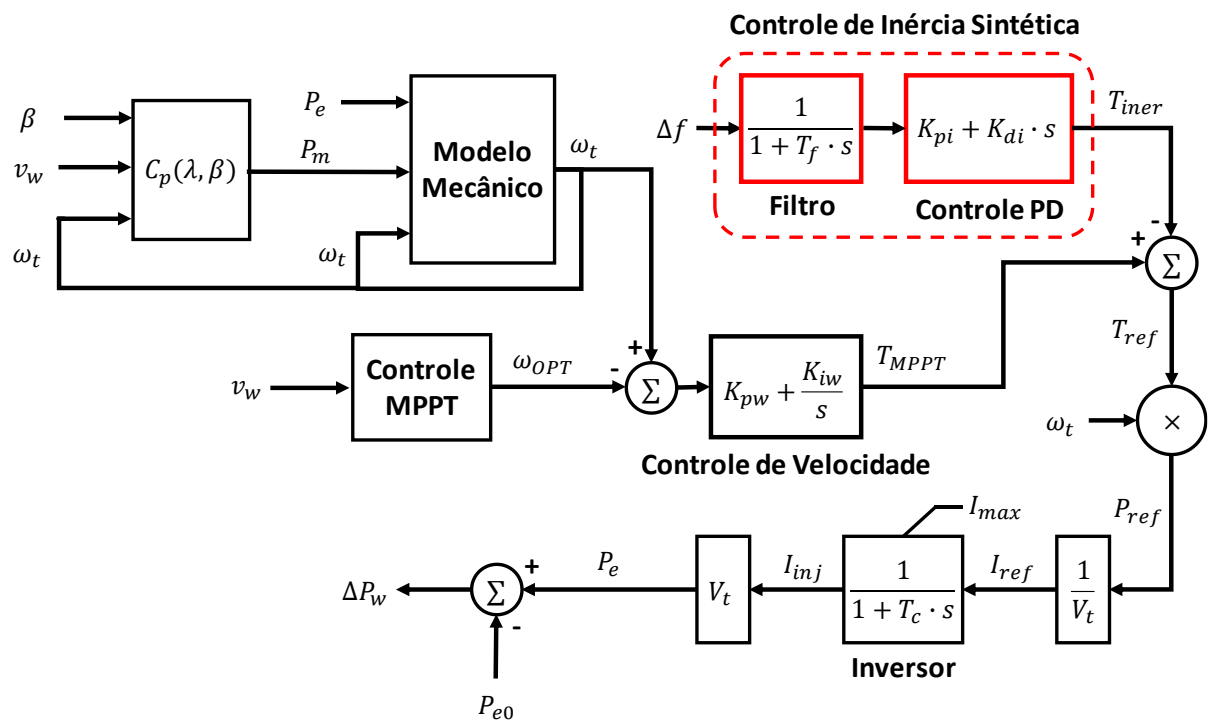 Controle de Inércia Sintética
β
v_w
ω_t
C_p(λ, β)
P_m
P_e
ω_t
Modelo
Mecânico
ω_t
Δf
1
1 + T_f · s
Filtro
K_pi + K_di · s
Controle PD
T_iner
-
+
Σ
T_ref
v_w
Controle
MPPT
ω_OPT
+
-
Σ
K_pw + K_iw
s
Controle de Velocidade
T_MPPT
ω_t
×
P_ref
1
V_t
I_ref
I_max
1
1 + T_c · s
Inversor
I_inj
V_t
P_e
+
Σ
-
ΔP_w
P_e0